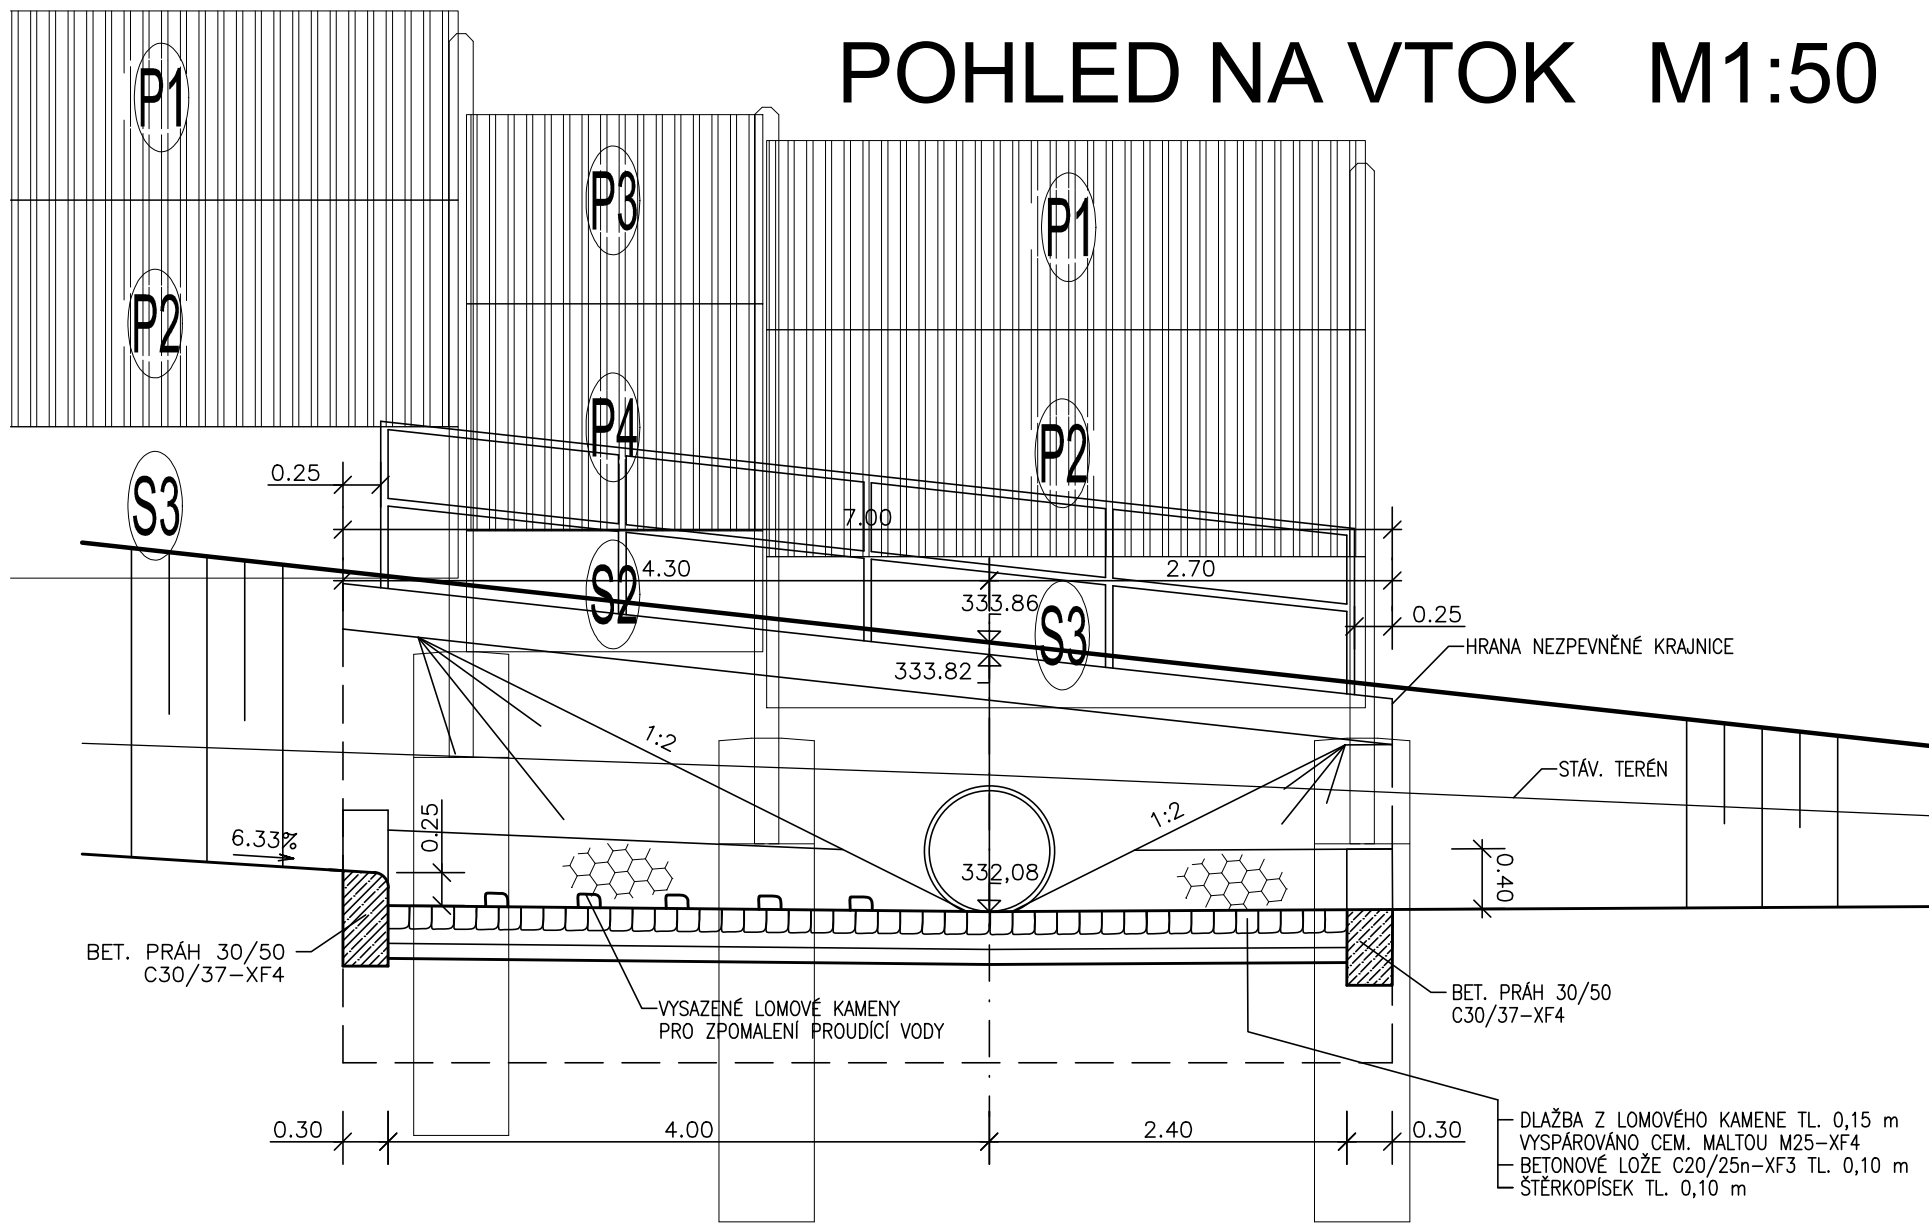 POHLED NA VTOK M1:50
P1
P3
P1
P2
P4
P2
S3
0.25
7.00
4.30
2.70
S2
333.86
S3
0.25
HRANA NEZPEVNĚNÉ KRAJNICE
333.82
1:2
STÁV. TERÉN
1:2
0.25
6.33%
332,08
0.40
BET. PRÁH 30/50
C30/37-XF4
VYSAZENÉ LOMOVÉ KAMENY
PRO ZPOMALENÍ PROUDÍCÍ VODY
BET. PRÁH 30/50
C30/37-XF4
0.30
4.00
2.40
0.30
DLAŽBA Z LOMOVÉHO KAMENE TL. 0,15 m
VYSPÁROVÁNO CEM. MALTOU M25-XF4
BETONOVÉ LOŽE C20/25n-XF3 TL. 0,10 m
ŠTĚRKOPÍSEK TL. 0,10 m